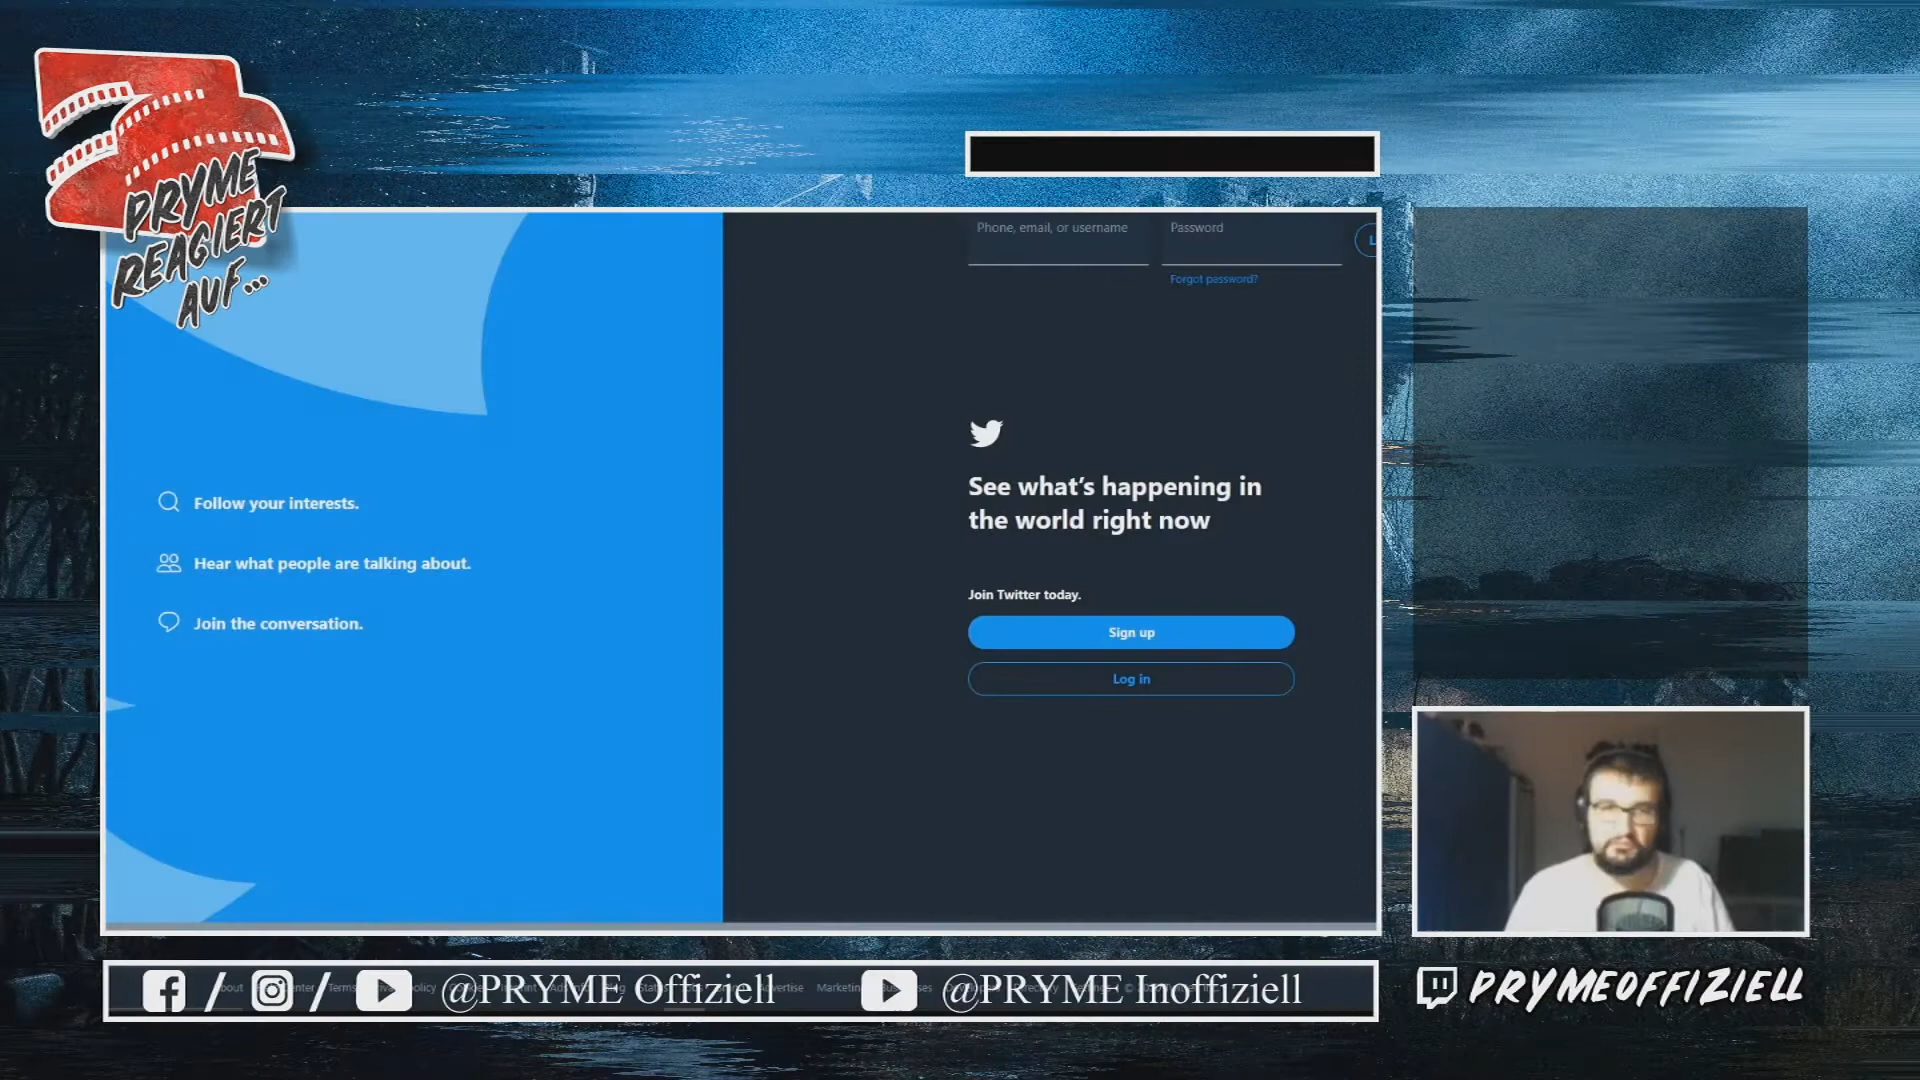 PRYME
REAGIERT
AUF...
Phone, email, or username
Password
Forgot password?
Follow your interests.
Hear what people are talking about.
Join the conversation.
See what's happening in
the world right now
Join Twitter today.
Sign up
Log in
@PRYME Offiziell
@PRYME Inoffiziell
PRYMEOFFIZIELL